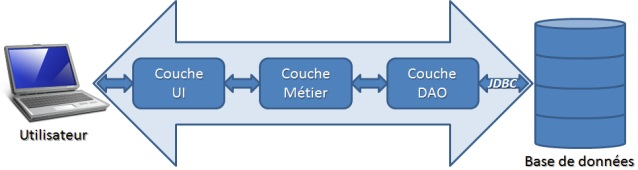 Couche
UI
Couche
Métier
Couche
DAO
JDBC
Utilisateur
Base de données